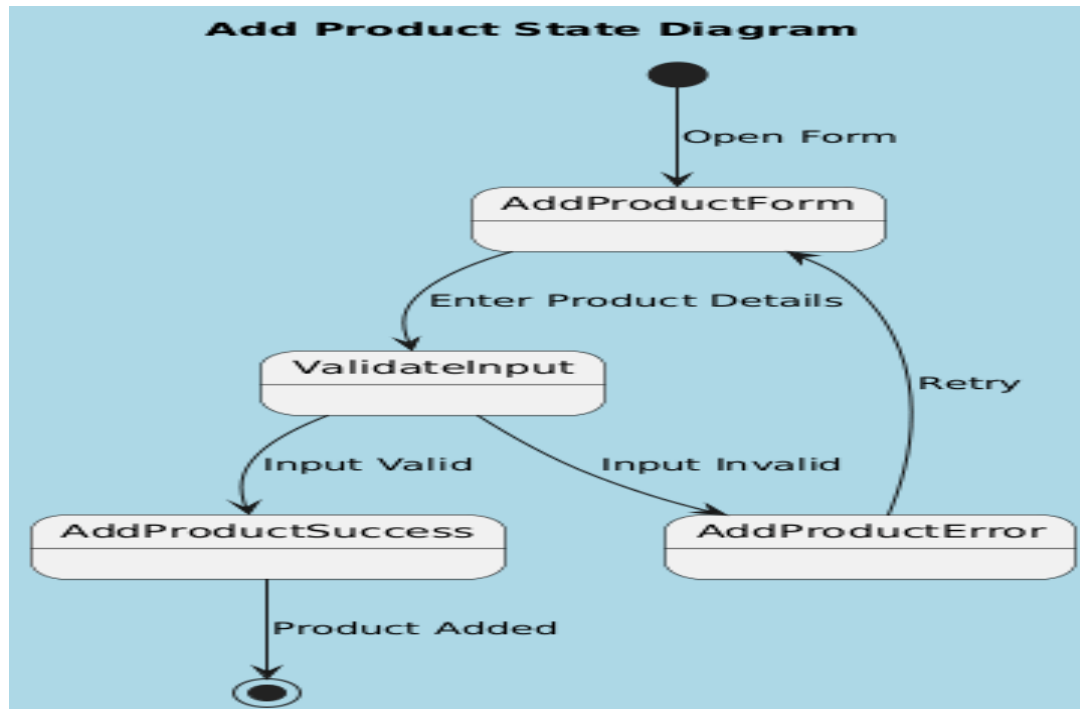 Add Product State Diagram
Open Form
AddProductForm
Enter Product Details
ValidateInput
Retry
Input Valid
Input Invalid
AddProductSuccess
AddProductError
Product Added